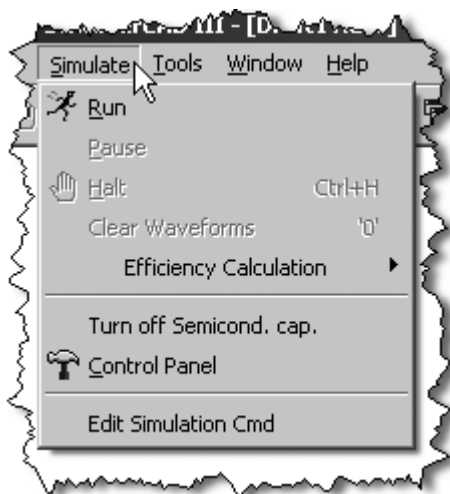 Simulate Tools Window Help
Run
Pause
Halt Ctrl+H
Clear Waveforms '0'
Efficiency Calculation
Turn off Semicond. cap.
Control Panel
Edit Simulation Cmd